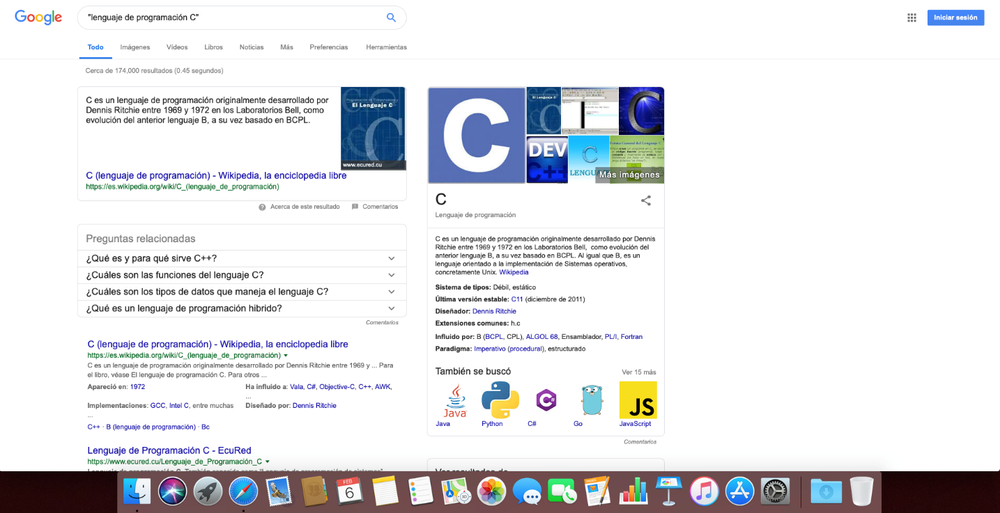 Google
"lenguaje de programación C"
Iniciar sesión
Todo Imágenes Vídeos Libros Noticias Más Preferencias Herramientas
Cerca de 174,000 resultados (0.45 segundos)
C es un lenguaje de programación originalmente desarrollado por
Dennis Ritchie entre 1969 y 1972 en los Laboratorios Bell, como
evolución del anterior lenguaje B, a su vez basado en BCPL.
El Lenguaje C
www.ecured.cu
C (lenguaje de programación) - Wikipedia, la enciclopedia libre
https://es.wikipedia.org/wiki/C_(lenguaje_de_programación)
Acerca de este resultado Comentarios
Preguntas relacionadas
¿Qué es y para qué sirve C++?
¿Cuáles son las funciones del lenguaje C?
¿Cuáles son los tipos de datos que maneja el lenguaje C?
¿Qué es un lenguaje de programación hibrido?
Comentarios
C (lenguaje de programación) - Wikipedia, la enciclopedia libre
https://es.wikipedia.org/wiki/C_(lenguaje_de_programación)
C es un lenguaje de programación originalmente desarrollado por Dennis Ritchie entre 1969 y ... Para
el libro, véase El lenguaje de programación C. Para otros ...
Apareció en: 1972 Ha influido a: Vala, C#, Objective-C, C++, AWK,
...
Implementaciones: GCC, Intel C, entre muchas Diseñado por: Dennis Ritchie
...
C++ · B (lenguaje de programación) · Bc
Lenguaje de Programación C - EcuRed
https://www.ecured.cu/Lenguaje_de_Programación_C
C
DEV
C++
Más imágenes
C
Lenguaje de programación
C es un lenguaje de programación originalmente desarrollado por Dennis
Ritchie entre 1969 y 1972 en los Laboratorios Bell, como evolución del
anterior lenguaje B, a su vez basado en BCPL. Al igual que B, es un
lenguaje orientado a la implementación de Sistemas operativos,
concretamente Unix. Wikipedia
Sistema de tipos: Débil, estático
Última versión estable: C11 (diciembre de 2011)
Diseñador: Dennis Ritchie
Extensiones comunes: h.c
Influido por: B (BCPL, CPL), ALGOL 68, Ensamblador, PL/I, Fortran
Paradigma: Imperativo (procedural), estructurado
También se buscó Ver 15 más
Java
C#
JS
Java Python C# Go JavaScript
Comentarios
Ver resultados de
FEB
6
PAGES
3D